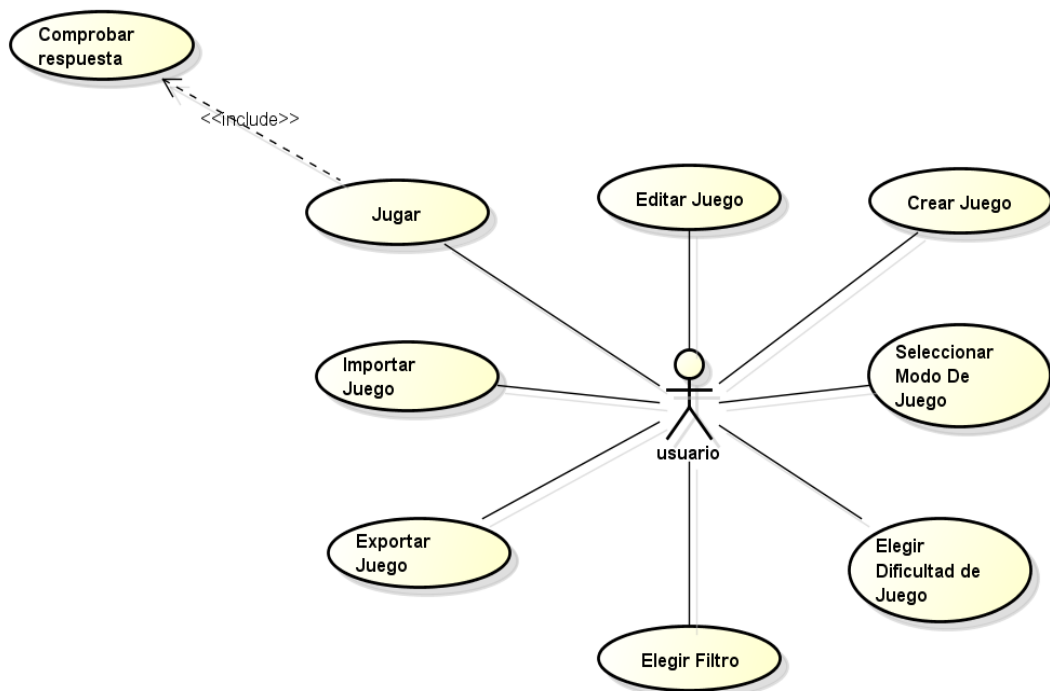 Comprobar
respuesta
<<include>>
Jugar
Editar Juego
Crear Juego
Importar
Juego
Seleccionar
Modo De
Juego
usuario
Exportar
Juego
Elegir
Dificultad de
Juego
Elegir Filtro